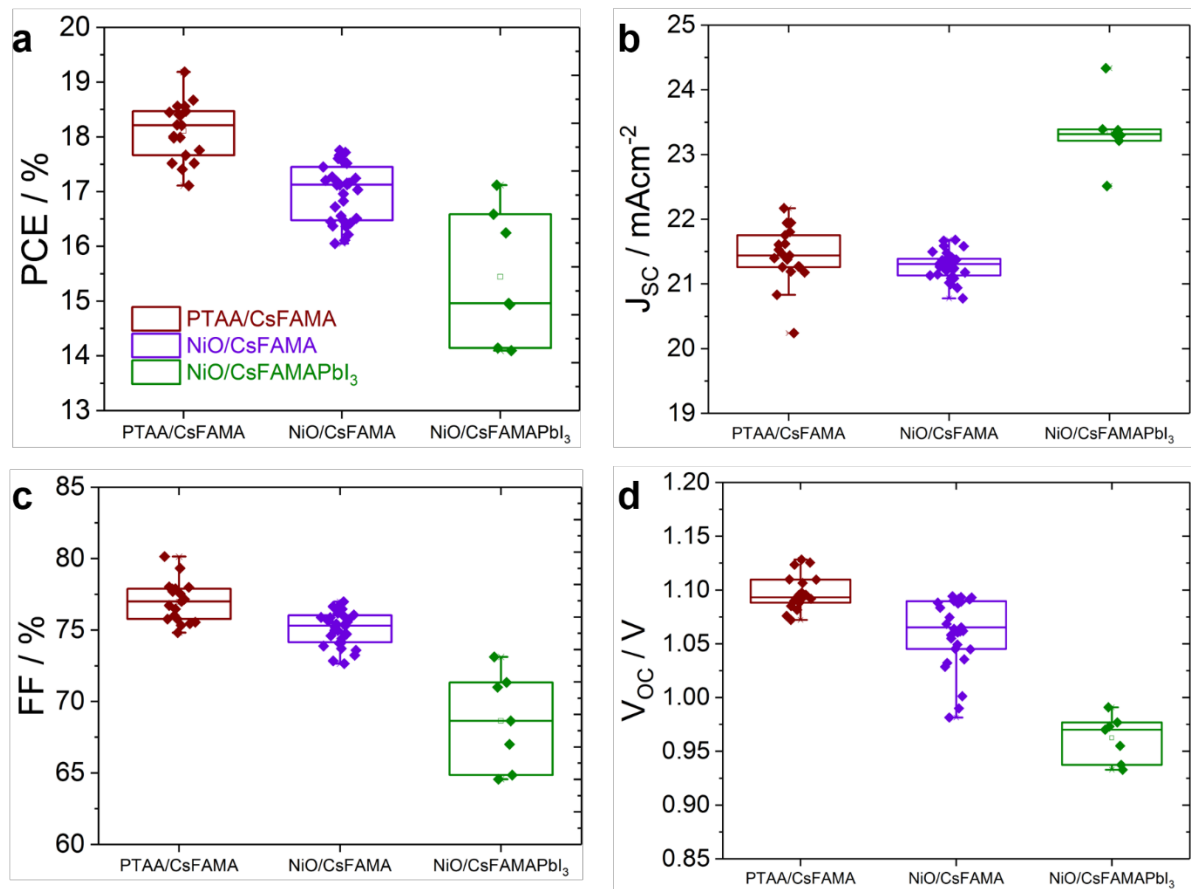 a
20
19
18
17
16
15
14
13
PCE / %
PTAA/CsFAMA
NiO/CsFAMA
NiO/CsFAMAPbI₃
PTAA/CsFAMA NiO/CsFAMA NiO/CsFAMAPbI₃
b
25
24
23
22
21
20
19
J_SC / mAcm⁻²
PTAA/CsFAMA NiO/CsFAMA NiO/CsFAMAPbI₃
c
85
80
75
70
65
60
FF / %
PTAA/CsFAMA NiO/CsFAMA NiO/CsFAMAPbI₃
d
1.20
1.15
1.10
1.05
1.00
0.95
0.90
0.85
V_OC / V
PTAA/CsFAMA NiO/CsFAMA NiO/CsFAMAPbI₃